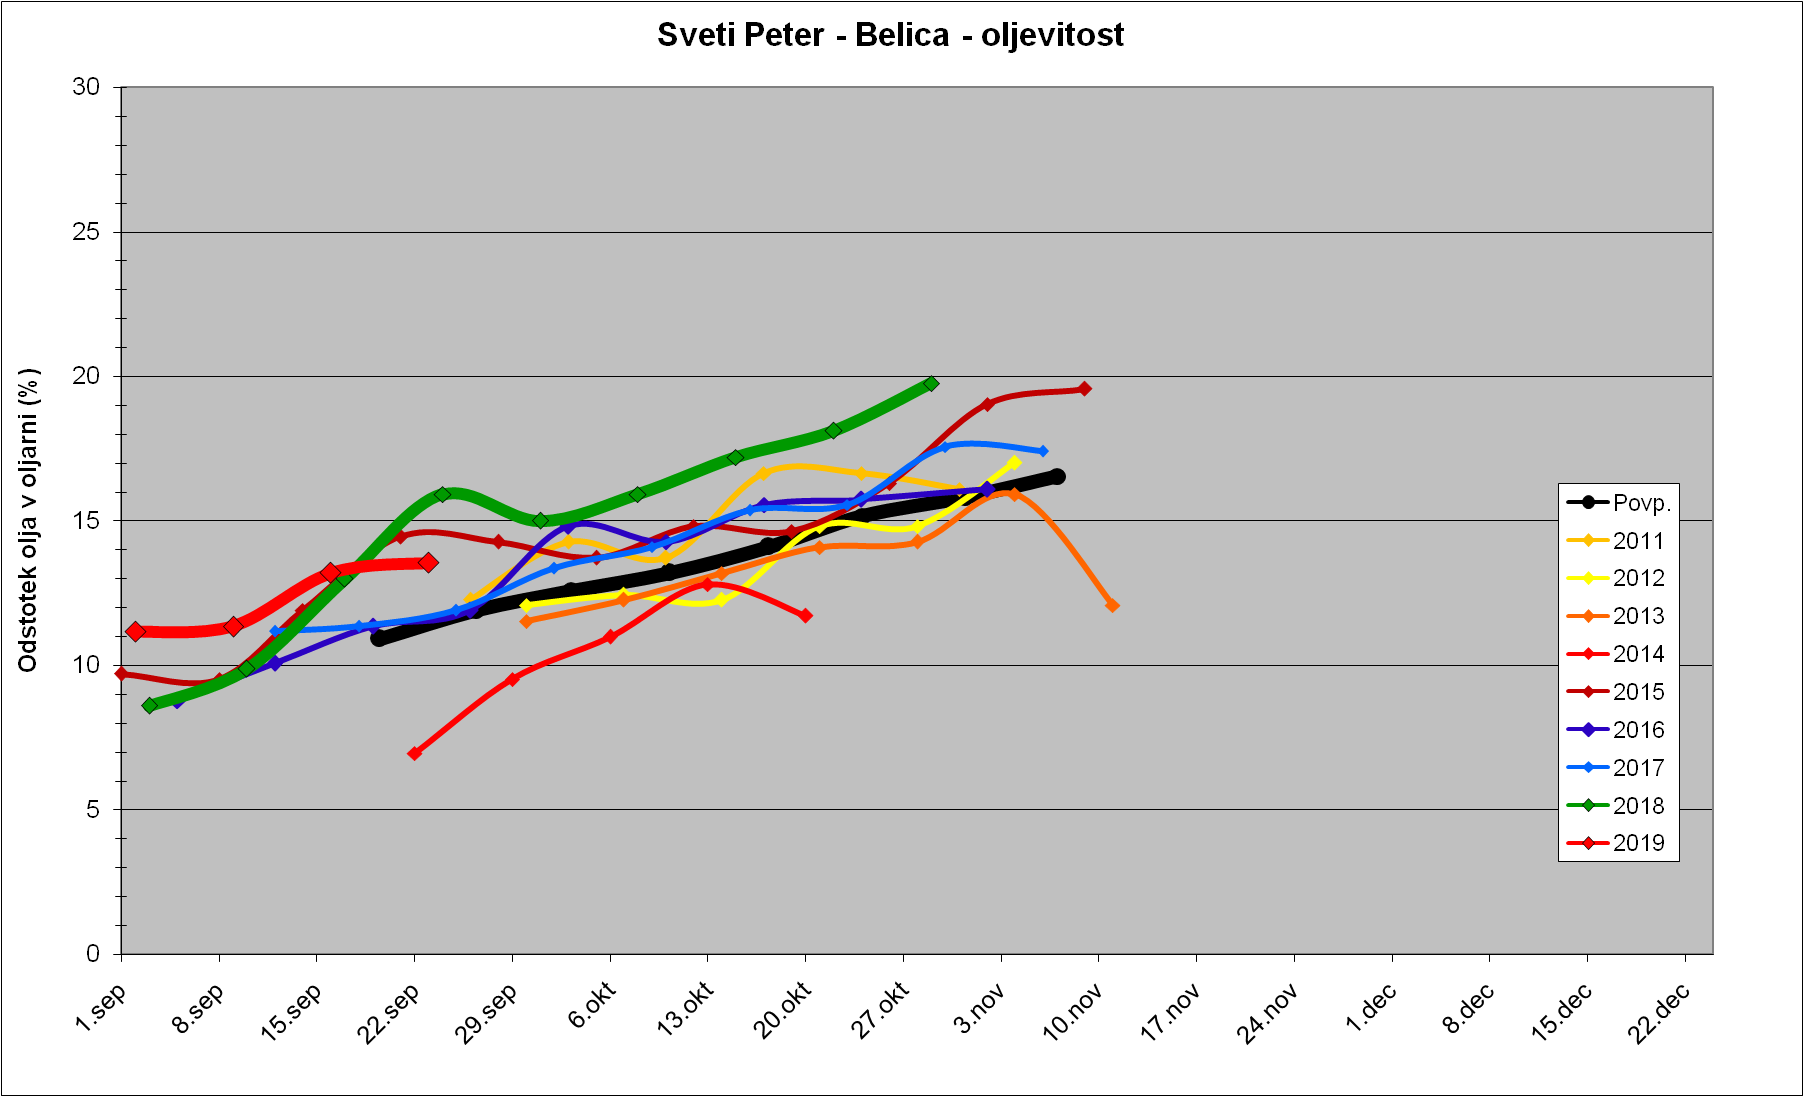 Sveti Peter - Belica - oljevitost
Odstotek olja v oljarni (%)
30
25
20
15
10
5
0
1.sep
8.sep
15.sep
22.sep
29.sep
6.okt
13.okt
20.okt
27.okt
3.nov
10.nov
17.nov
24.nov
1.dec
8.dec
15.dec
22.dec
Povp.
2011
2012
2013
2014
2015
2016
2017
2018
2019